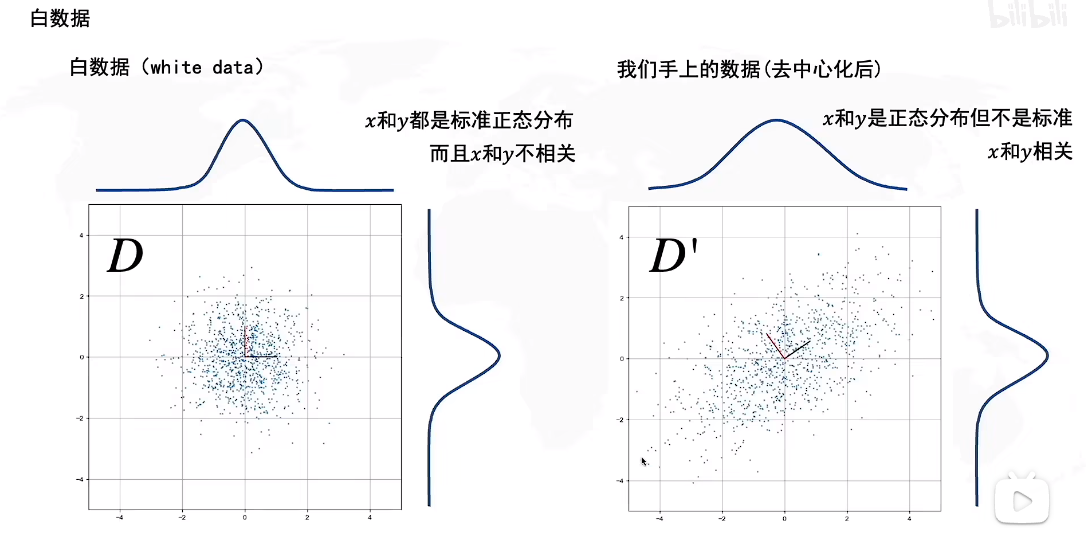 白数据
bilibili
白数据（white data）
x和y都是标准正态分布
而且x和y不相关
D
4
2
0
−2
−4
−4
−2
0
2
4
我们手上的数据(去中心化后)
x和y是正态分布但不是标准
x和y相关
D'
4
2
0
−2
−4
−4
−2
0
2
4